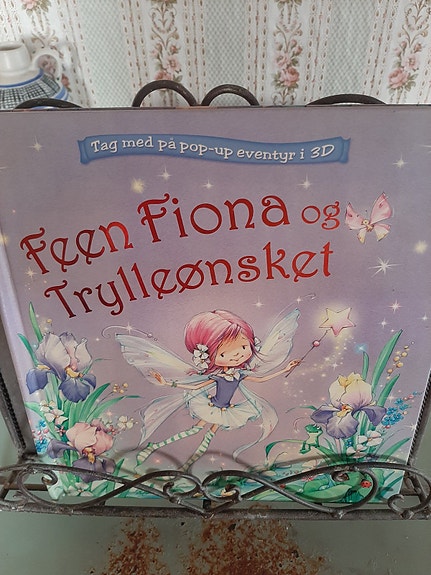 Tag med på pop-up eventyr i 3D
Feen Fiona og
Trylleønsket